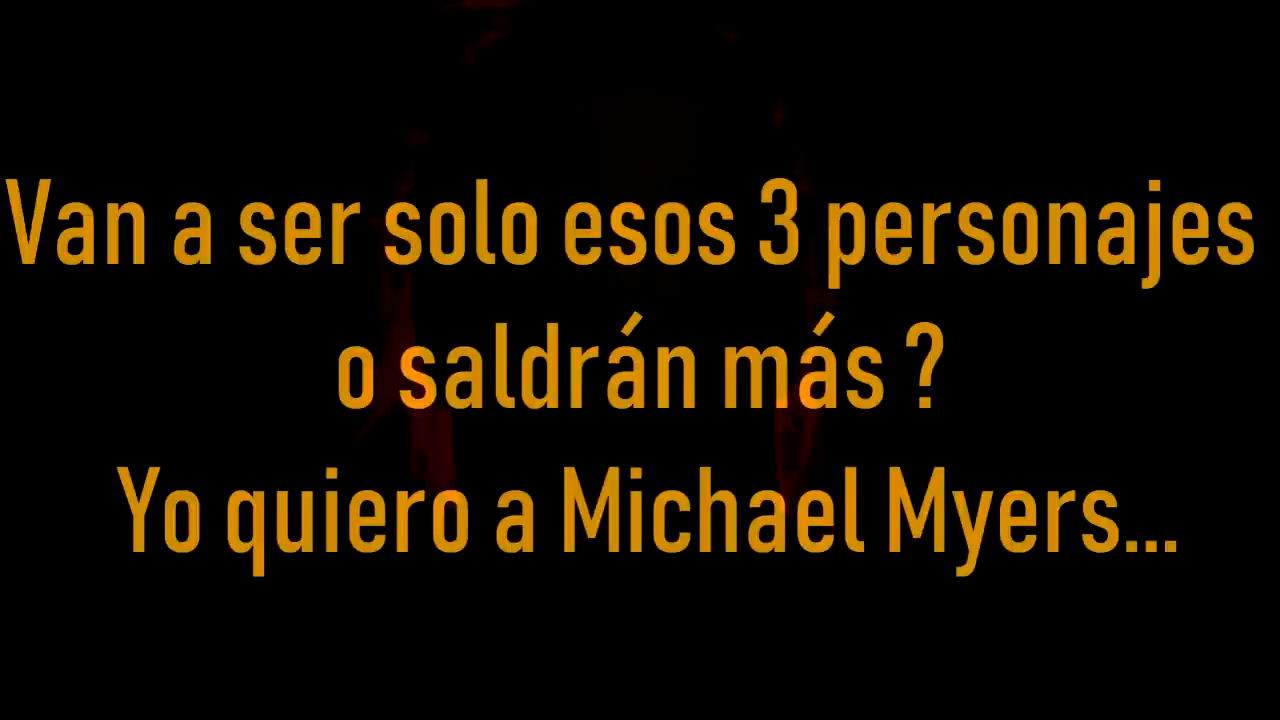 Van a ser solo esos 3 personajes
o saldrán más ?
Yo quiero a Michael Myers...